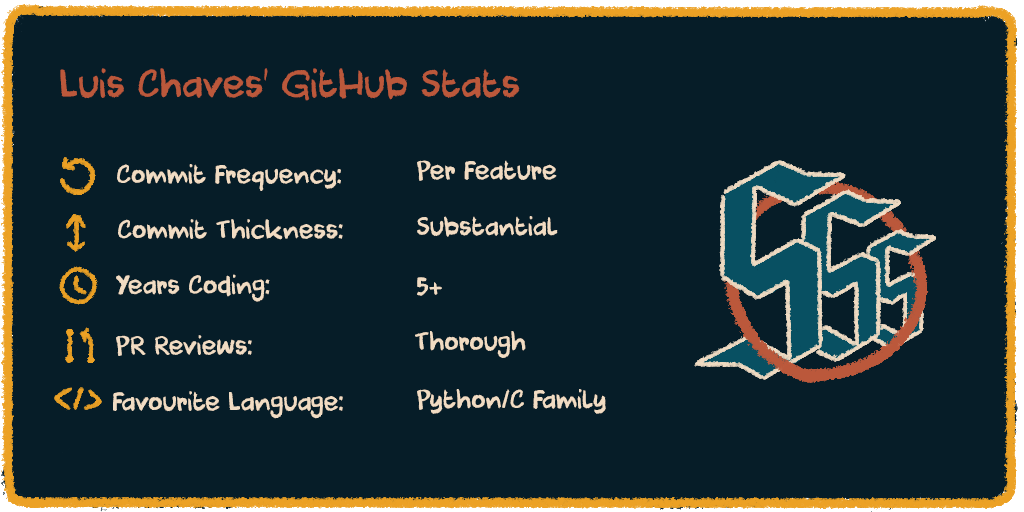 Luis Chaves' GitHub Stats
Commit Frequency: Per Feature
Commit Thickness: Substantial
Years Coding: 5+
PR Reviews: Thorough
</> Favourite Language: Python/C Family